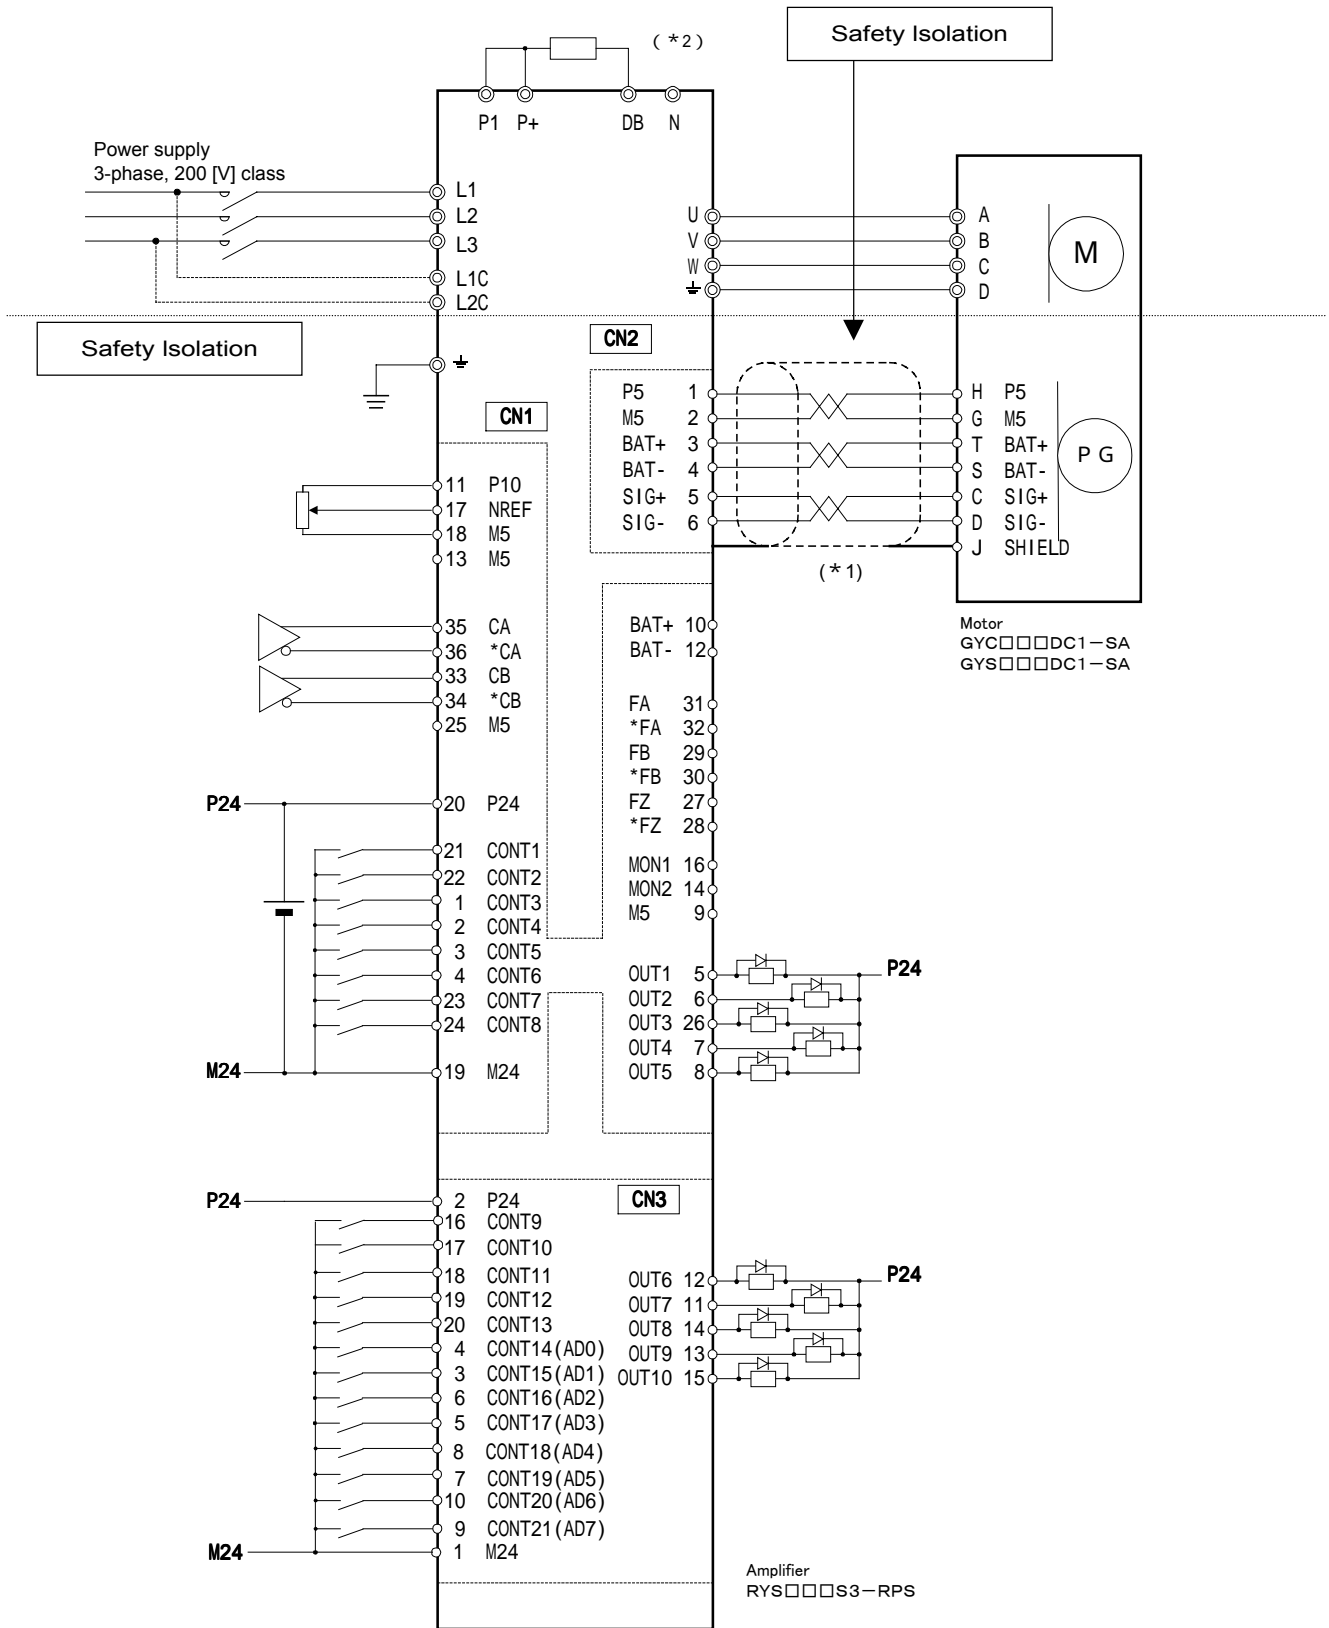 Safety Isolation
(*2)
P1 P+ DB N
Power supply
3-phase, 200 [V] class
L1
L2
L3
L1C
L2C
U
V
W
A
B
C
D
M
Safety Isolation
CN2
CN1
P5 1
M5 2
BAT+ 3
BAT- 4
SIG+ 5
SIG- 6
H P5
G M5
T BAT+
S BAT-
C SIG+
D SIG-
J SHIELD
PG
(*1)
Motor
GYC□□□DC1-SA
GYS□□□DC1-SA
11 P10
17 NREF
18 M5
13 M5
35 CA
36 *CA
33 CB
34 *CB
25 M5
BAT+ 10
BAT- 12
FA 31
*FA 32
FB 29
*FB 30
FZ 27
*FZ 28
MON1 16
MON2 14
M5 9
P24
20 P24
21 CONT1
22 CONT2
1 CONT3
2 CONT4
3 CONT5
4 CONT6
23 CONT7
24 CONT8
M24
19 M24
OUT1 5
OUT2 6
OUT3 26
OUT4 7
OUT5 8
P24
CN3
P24
2 P24
16 CONT9
17 CONT10
18 CONT11
19 CONT12
20 CONT13
4 CONT14(AD0)
3 CONT15(AD1)
6 CONT16(AD2)
5 CONT17(AD3)
8 CONT18(AD4)
7 CONT19(AD5)
10 CONT20(AD6)
9 CONT21(AD7)
M24
1 M24
OUT6 12
OUT7 11
OUT8 14
OUT9 13
OUT10 15
P24
Amplifier
RYS□□□S3-RPS